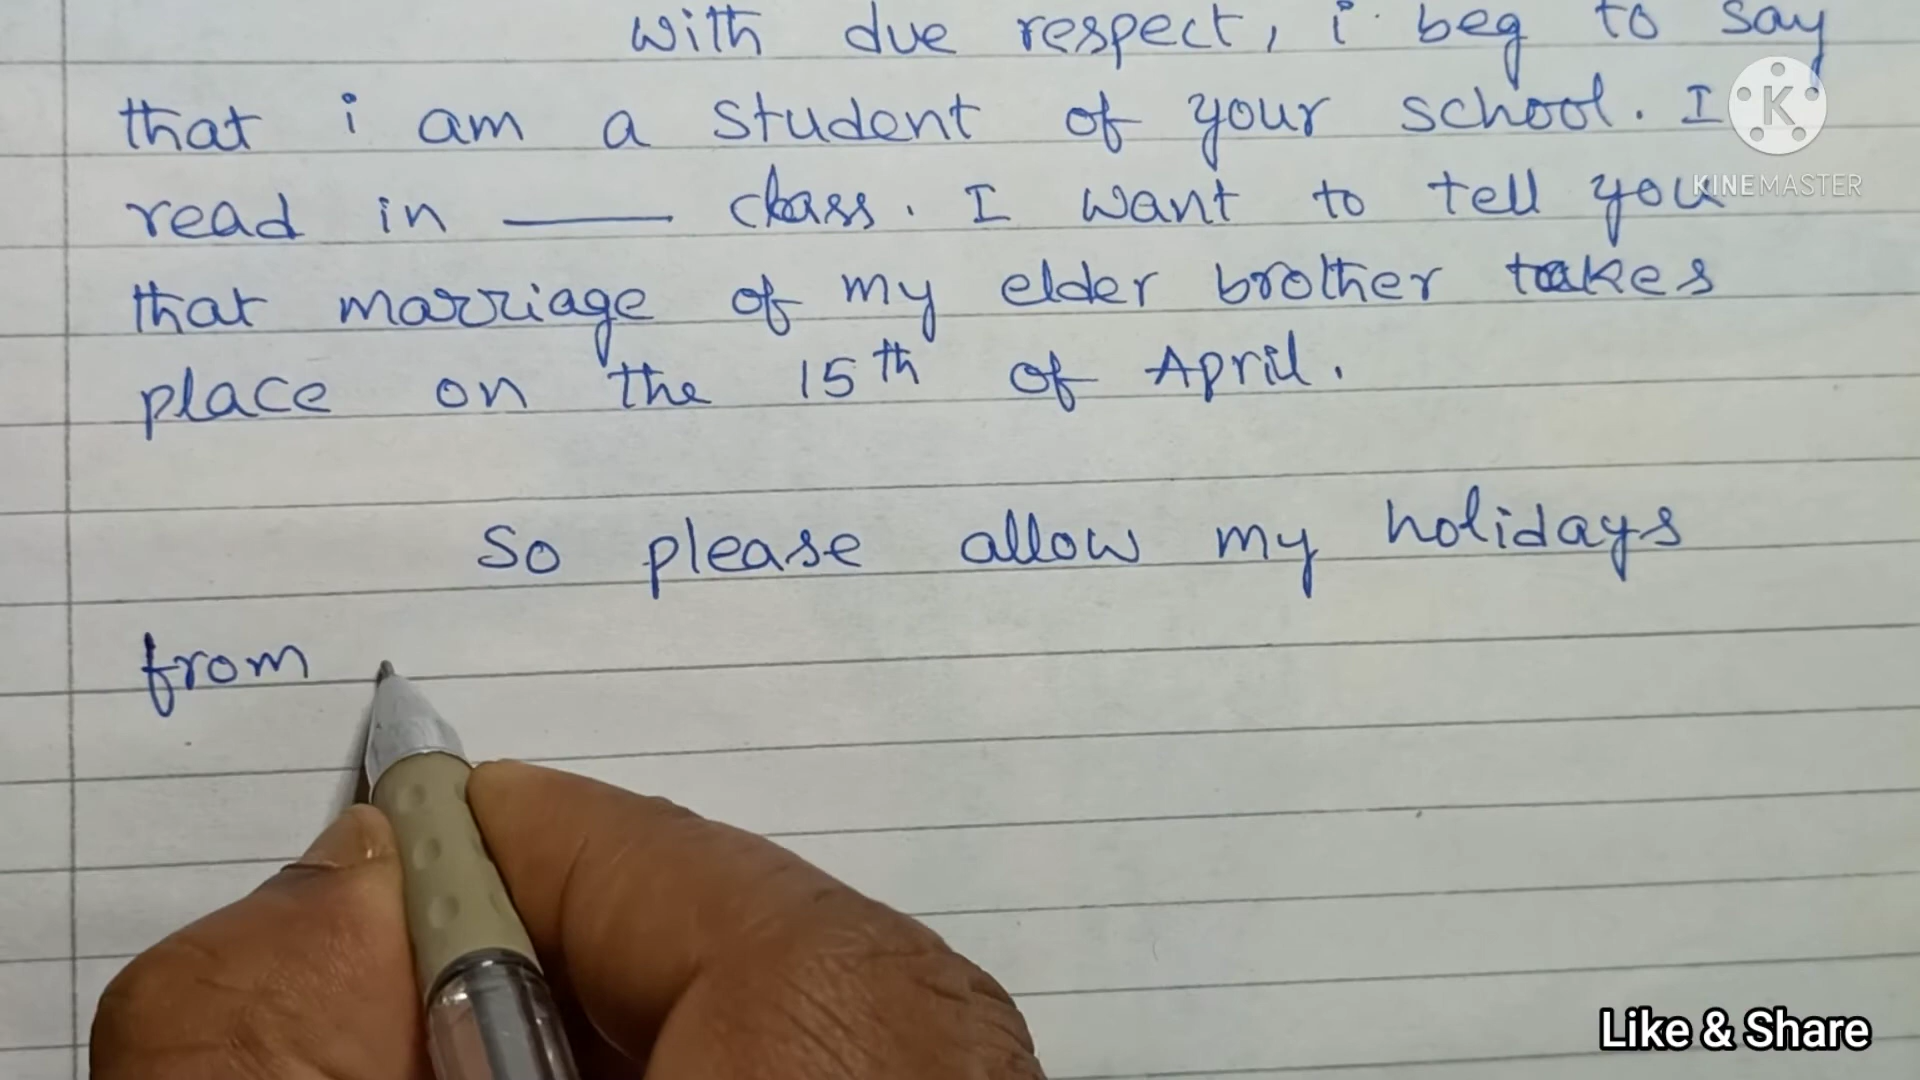 with due respect, i beg to say
that i am a student of your school. I
K
read in ____ class. I want to tell you
KINEMASTER
that marriage of my elder brother takes
place on the 15th of April.
So please allow my holidays
from
Like & Share